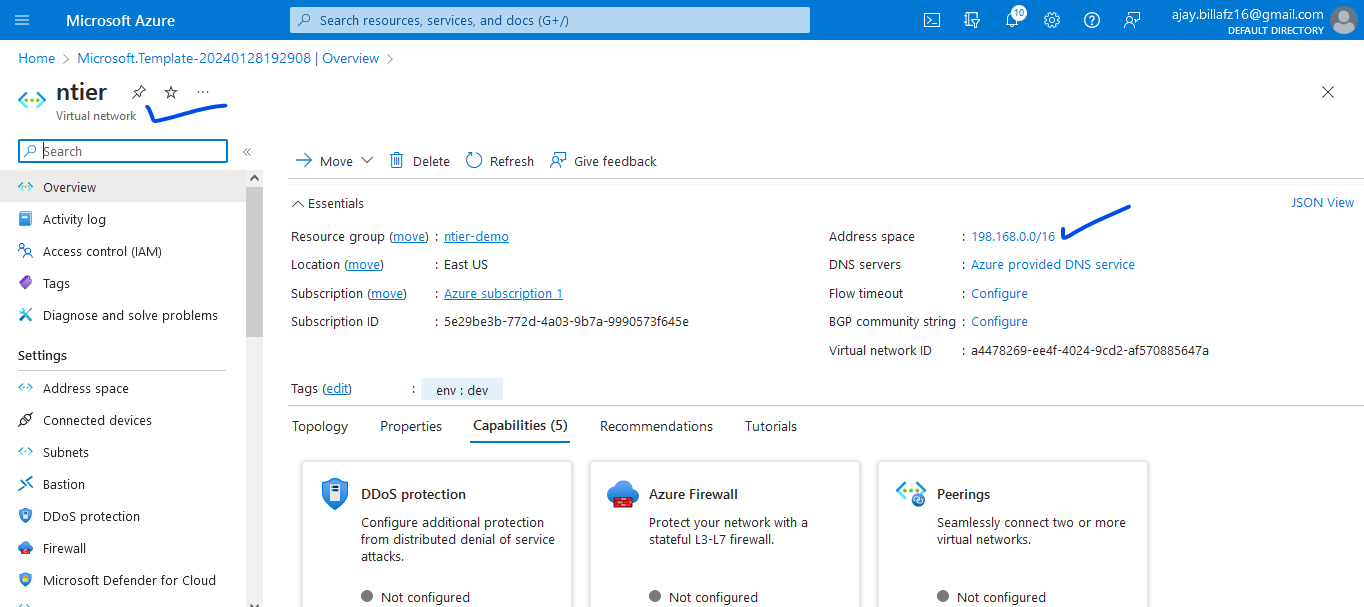 Microsoft Azure
Search resources, services, and docs (G+/)
10
ajay.billafz16@gmail.com
DEFAULT DIRECTORY
Home > Microsoft.Template-20240128192908 | Overview >
ntier
Virtual network
Search
Move
Delete
Refresh
Give feedback
Overview
Activity log
Access control (IAM)
Tags
Diagnose and solve problems
Settings
Address space
Connected devices
Subnets
Bastion
DDoS protection
Firewall
Microsoft Defender for Cloud
Essentials
JSON View
Resource group (move) : ntier-demo
Location (move) : East US
Subscription (move) : Azure subscription 1
Subscription ID : 5e29be3b-772d-4a03-9b7a-9990573f645e
Address space : 198.168.0.0/16
DNS servers : Azure provided DNS service
Flow timeout : Configure
BGP community string : Configure
Virtual network ID : a4478269-ee4f-4024-9cd2-af570885647a
Tags (edit) : env : dev
Topology
Properties
Capabilities (5)
Recommendations
Tutorials
DDoS protection
Configure additional protection
from distributed denial of service
attacks.
Not configured
Azure Firewall
Protect your network with a
stateful L3-L7 firewall.
Not configured
Peerings
Seamlessly connect two or more
virtual networks.
Not configured